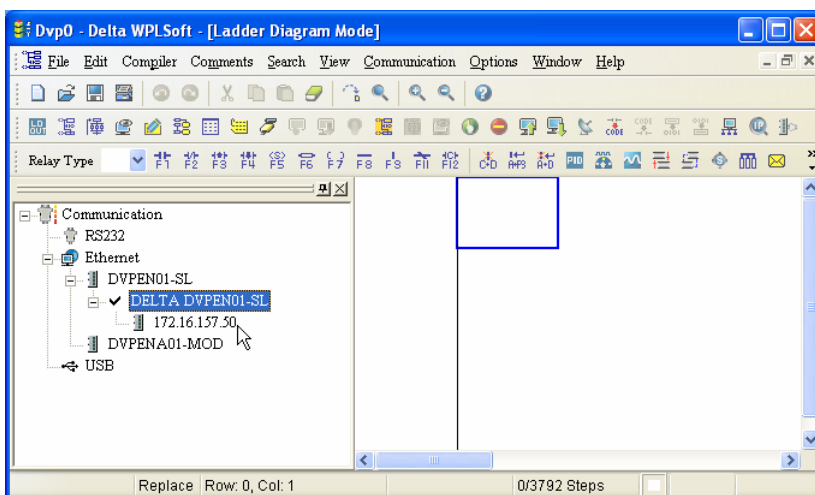 Dvp0 - Delta WPLSoft - [Ladder Diagram Mode]
File Edit Compiler Comments Search View Communication Options Window Help
Relay Type F1 F2 F3 F4 F5 F6 F7 F8 F9 F11 F12 C•D A•PS A•D PID
Communication
RS232
Ethernet
DVPEN01-SL
DELTA DVPEN01-SL
172.16.157.50
DVPENA01-MOD
USB
Replace Row: 0, Col: 1 0/3792 Steps